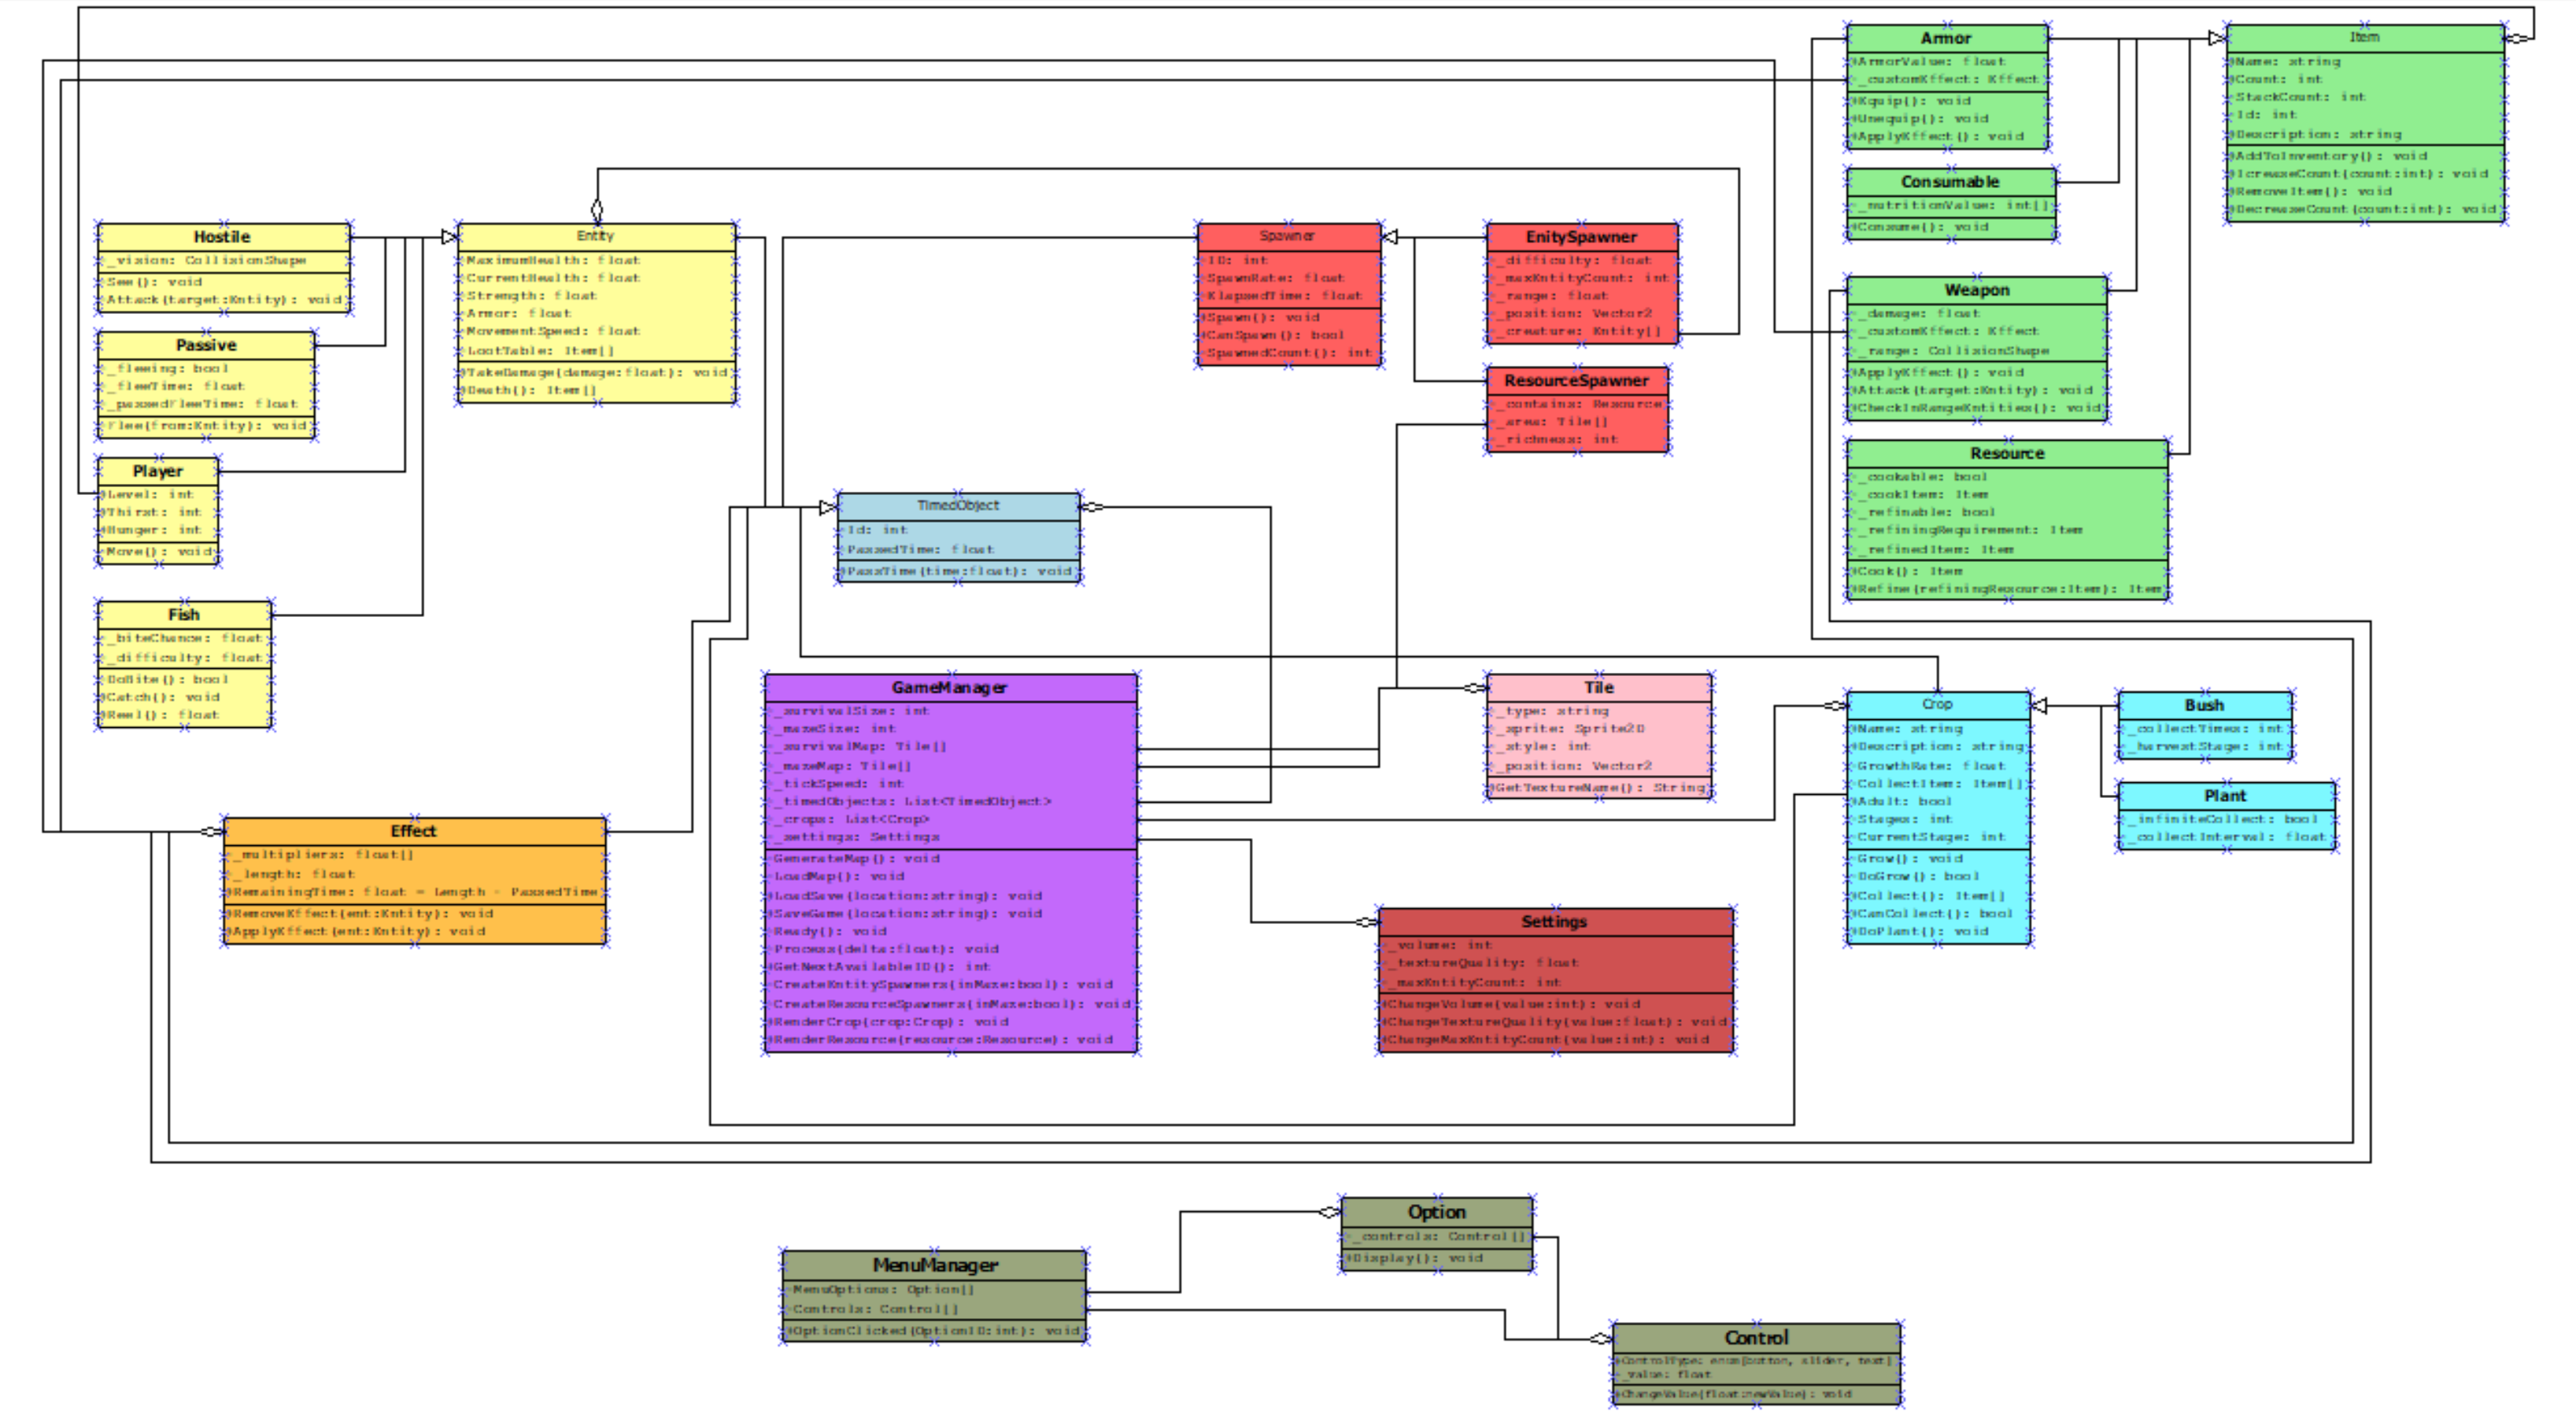 Armor
ArmorValue: float
_customEffect: Effect
Equip(): void
Unequip(): void
ApplyEffect(): void
Item
Name: string
Count: int
StackCount: int
Id: int
Description: string
AddToInventory(): void
IcreaseCount(count:int): void
RemoveItem(): void
DecreaseCount(count:int): void
Consumable
_nutritionValue: int[]
Consume(): void
Hostile
_vision: CollisionShape
See(): void
Attack(target:Entity): void
Entity
MaximumHealth: float
CurrentHealth: float
Strength: float
Armor: float
MovementSpeed: float
LootTable: Item[]
TakeDamage(damage:float): void
Death(): Item[]
Spawner
ID: int
SpawnRate: float
ElapsedTime: float
Spawn(): void
CanSpawn(): bool
SpawnedCount(): int
EnitySpawner
_difficulty: float
_maxEntityCount: int
_range: float
_position: Vector2
_creature: Entity[]
Weapon
_damage: float
_customEffect: Effect
_range: CollisionShape
ApplyEffect(): void
Attack(target:Entity): void
CheckInRangeEntities(): void
Passive
_fleeing: bool
_fleeTime: float
_passedFleeTime: float
Flee(from:Entity): void
ResourceSpawner
_contains: Resource
_area: Tile[]
_richness: int
Resource
_cookable: bool
_cookItem: Item
_refinable: bool
_refiningRequirement: Item
_refinedItem: Item
Cook(): Item
Refine(refiningResource:Item): Item
Player
Level: int
Thirst: int
Hunger: int
Move(): void
TimedObject
Id: int
PassedTime: float
PassTime(time:float): void
Fish
_biteChance: float
_difficulty: float
DoBite(): bool
Catch(): void
Reel(): float
GameManager
_survivalSize: int
_mazeSize: int
_survivalMap: Tile[]
_mazeMap: Tile[]
_tickSpeed: int
_timedObjects: List<TimedObject>
_crops: List<Crop>
_settings: Settings
GenerateMap(): void
LoadMap(): void
LoadSave(location:string): void
SaveGame(location:string): void
Ready(): void
Process(delta:float): void
GetNextAvailableID(): int
CreateEntitySpawners(inMaze:bool): void
CreateResourceSpawners(inMaze:bool): void
RenderCrop(crop:Crop): void
RenderResource(resource:Resource): void
Tile
_type: string
_sprite: Sprite2D
_style: int
_position: Vector2
GetTextureName(): String
Crop
Name: string
Description: string
GrowthRate: float
CollectItem: Item[]
Adult: bool
Stages: int
CurrentStage: int
Grow(): void
DoGrow(): bool
Collect(): Item[]
CanCollect(): bool
DoPlant(): void
Bush
_collectTimes: int
_harvestStage: int
Plant
_infiniteCollect: bool
_collectInterval: float
Effect
_multipliers: float[]
_length: float
RemainingTime: float = Length - PassedTime
RemoveEffect(ent:Entity): void
ApplyEffect(ent:Entity): void
Settings
_volume: int
_textureQuality: float
_maxEntityCount: int
ChangeVolume(value:int): void
ChangeTextureQuality(value:float): void
ChangeMaxEntityCount(value:int): void
Option
_controls: Control[]
Display(): void
MenuManager
MenuOptions: Option[]
Controls: Control[]
OptionClicked(OptionID:int): void
Control
ControlType: enum[button, slider, text]
_value: float
ChangeValue(float:newValue): void